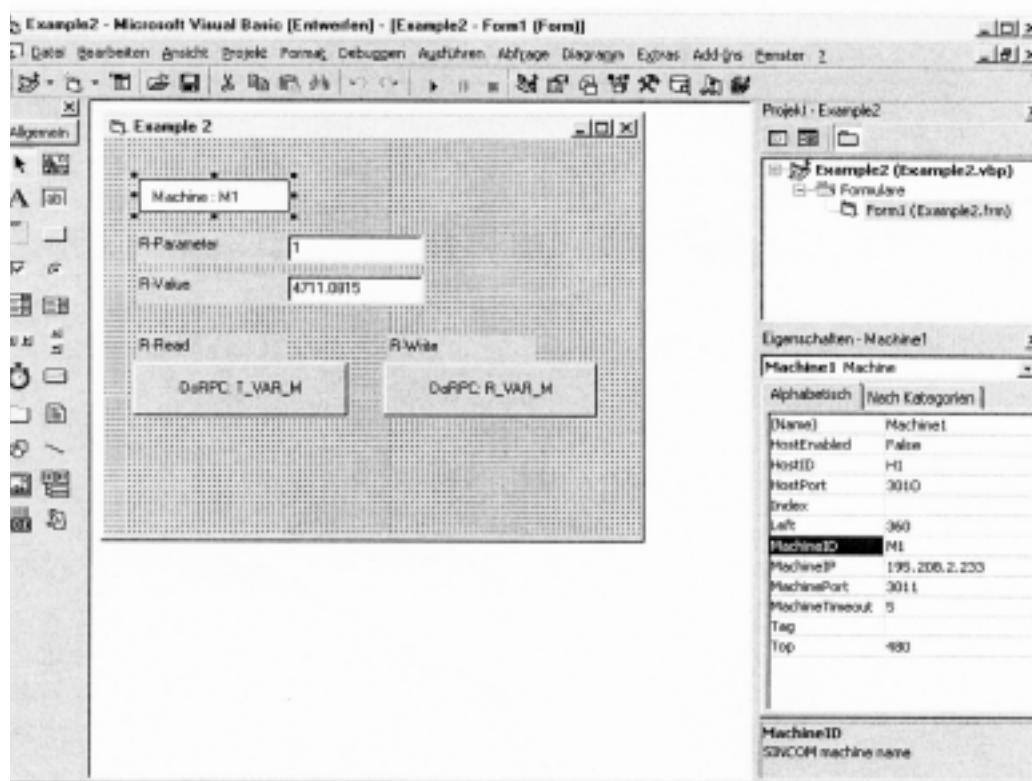 Example2 - Microsoft Visual Basic [Entwerfen] - [Example2 - Form1 (Form)]
Datei Bearbeiten Ansicht Projekt Format Debuggen Ausführen Abfrage Diagramm Extras Add-Ins Fenster ?
Allgemein
Example 2
Machine : M1
R-Parameter
1
R-Value
4711.0815
R-Read
R-Write
DoRPC: T_VAR_M
DoRPC: R_VAR_M
Projekt - Example2
Example2 (Example2.vbp)
Formulare
Form1 (Example2.frm)
Eigenschaften - Machine1
Machine1 Machine
Alphabetisch
Nach Kategorien
(Name) Machine1
HostEnabled False
HostID H1
HostPort 3010
Index
Left 360
MachineID M1
MachineIP 195.208.2.233
MachinePort 3011
MachineTimeout 5
Tag
Top 480
MachineID
SINCOM machine name